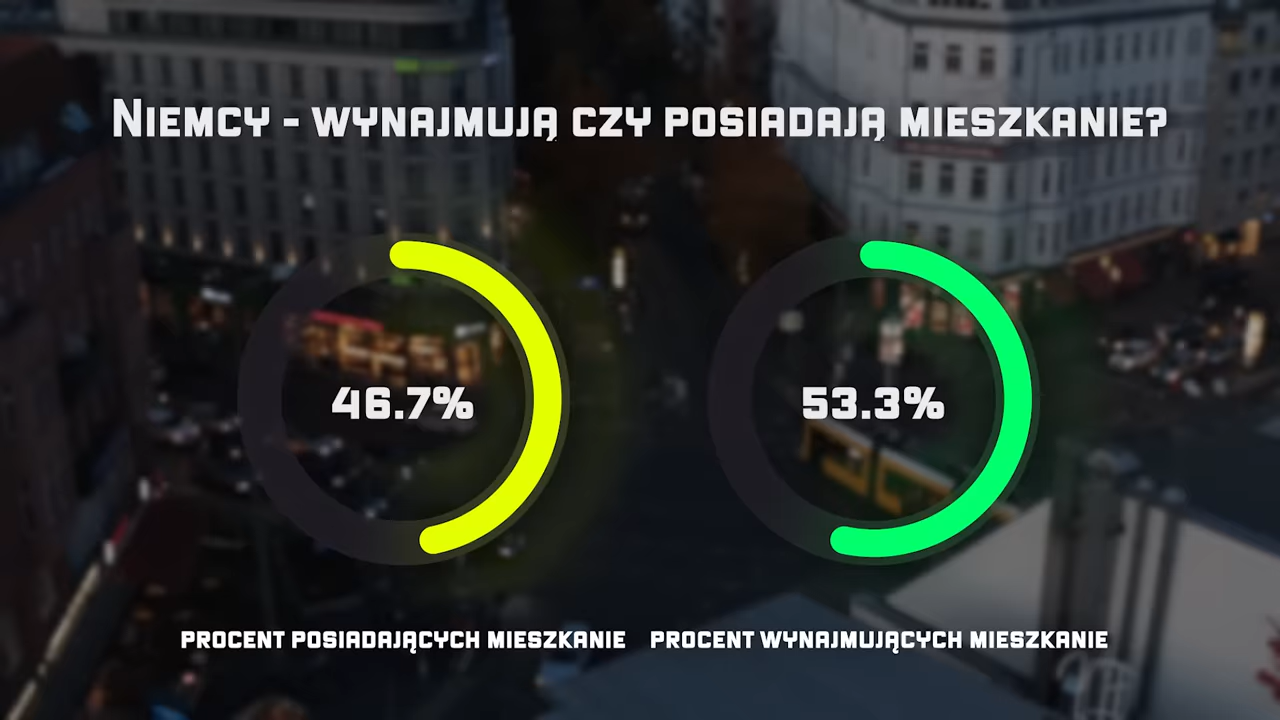 Niemcy - wynajmują czy posiadają mieszkanie?
46.7%
53.3%
procent posiadających mieszkanie
procent wynajmujących mieszkanie